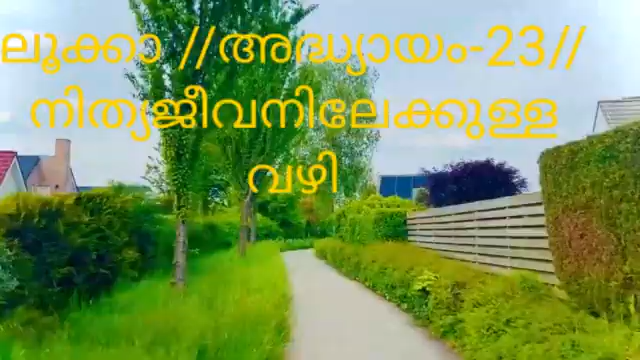 ലൂക്കാ //അദ്ധ്യായം-23//
നിത്യജീവനിലേക്കുള്ള
വഴി